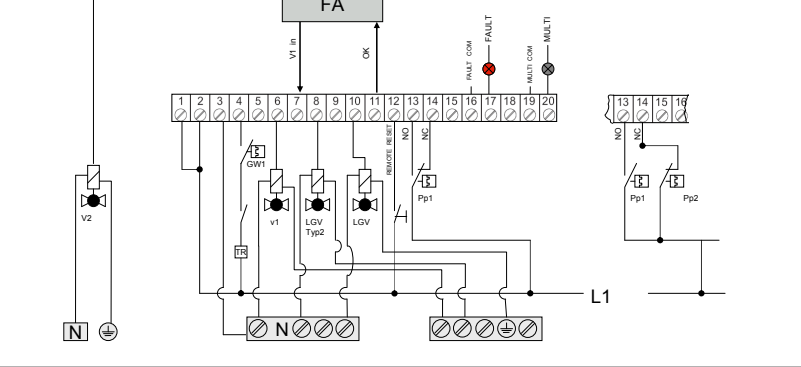 FA
V1 in
OK
FAULT COM
FAULT
MULTI COM
MULTI
1 2 3 4 5 6 7 8 9 10 11 12 13 14 15 16 17 18 19 20
13 14 15 16
REMOTE RESET
NO
NC
NO
NC
GW1
Pp1
Pp1
Pp2
V2
v1
LGV
Typ2
LGV
TR
L1
N
N